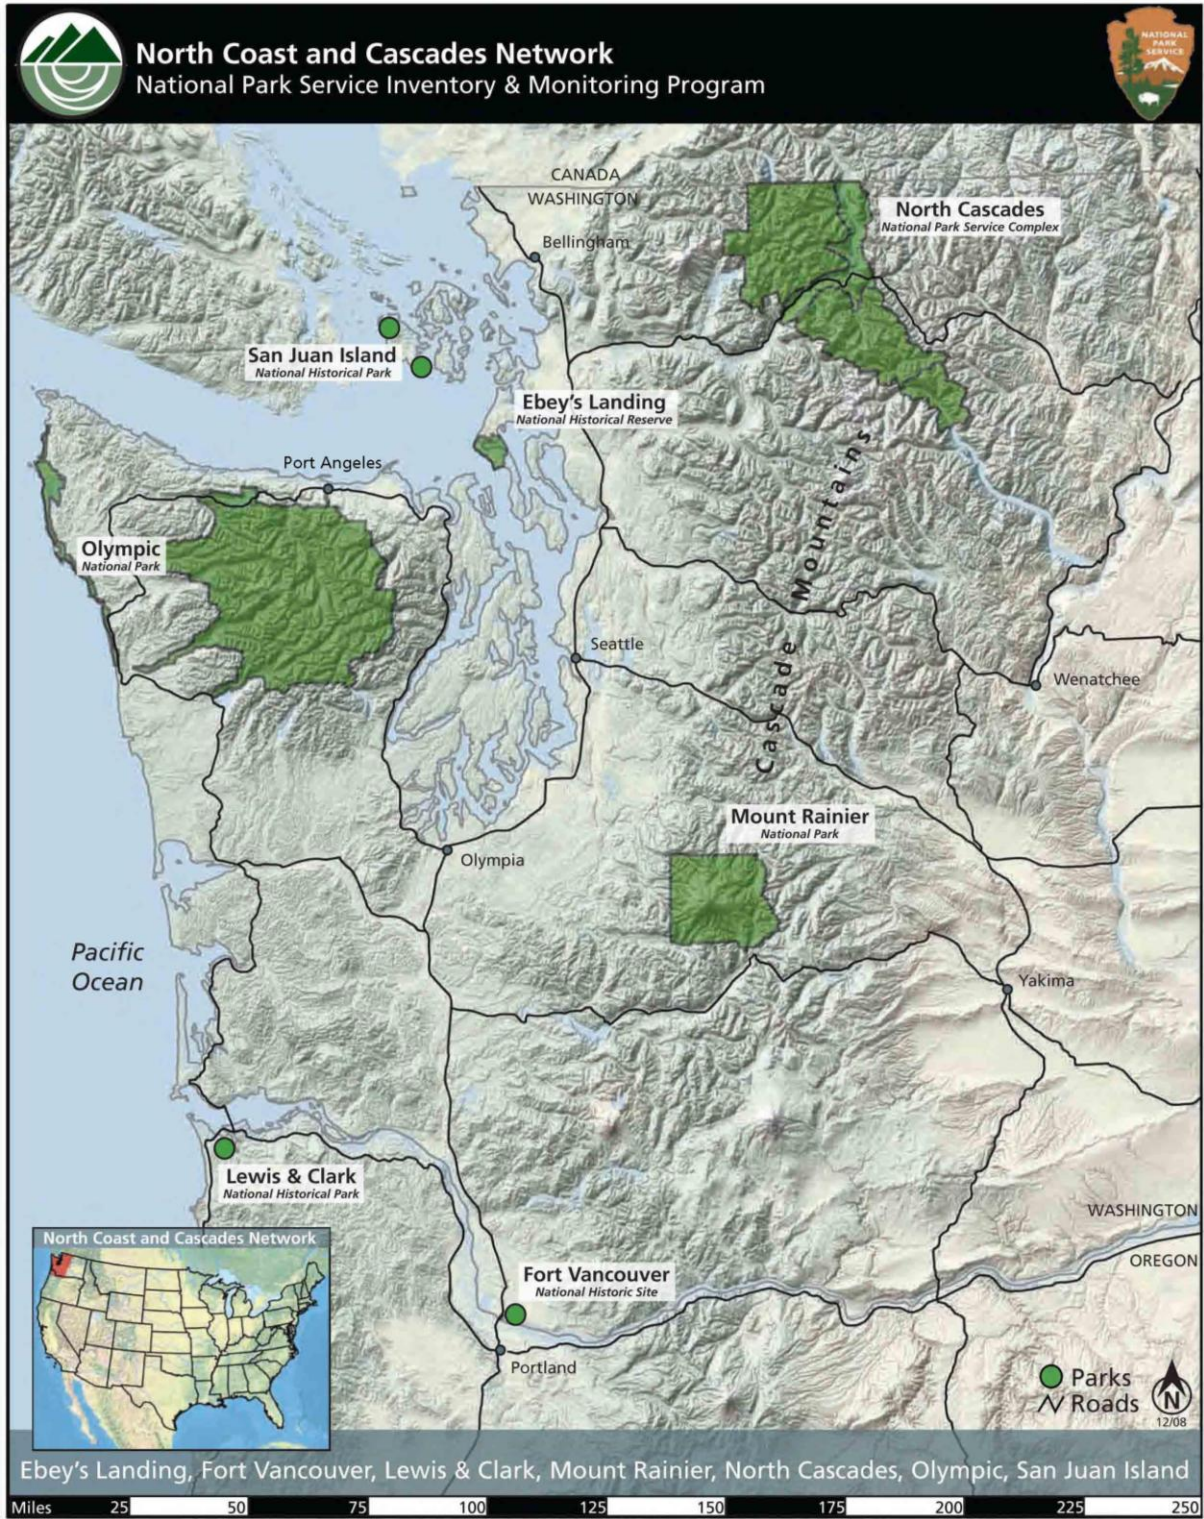 North Coast and Cascades Network
National Park Service Inventory & Monitoring Program
NATIONAL
PARK
SERVICE
CANADA
WASHINGTON
North Cascades
National Park Service Complex
Bellingham
San Juan Island
National Historical Park
Ebey's Landing
National Historical Reserve
Port Angeles
Olympic
National Park
Cascade Mountains
Seattle
Wenatchee
Mount Rainier
National Park
Olympia
Pacific
Ocean
Yakima
Lewis & Clark
National Historical Park
WASHINGTON
OREGON
North Coast and Cascades Network
Fort Vancouver
National Historic Site
Portland
Parks
Roads
N
12/08
Ebey's Landing, Fort Vancouver, Lewis & Clark, Mount Rainier, North Cascades, Olympic, San Juan Island
Miles 25 50 75 100 125 150 175 200 225 250